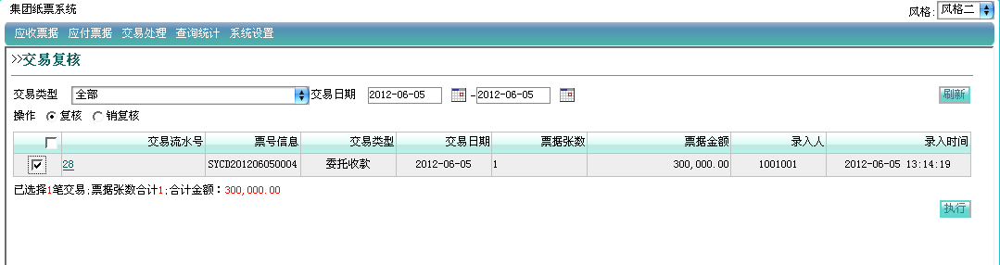 集团纸票系统
风格: 风格二
应收票据 应付票据 交易处理 查询统计 系统设置
>>交易复核
交易类型 全部 交易日期 2012-06-05 -2012-06-05 刷新
操作 复核 销复核
交易流水号 票号信息 交易类型 交易日期 票据张数 票据金额 录入人 录入时间
28 SYCD201206050004 委托收款 2012-06-05 1 300,000.00 1001001 2012-06-05 13:14:19
已选择1笔交易;票据张数合计1;合计金额：300,000.00
执行